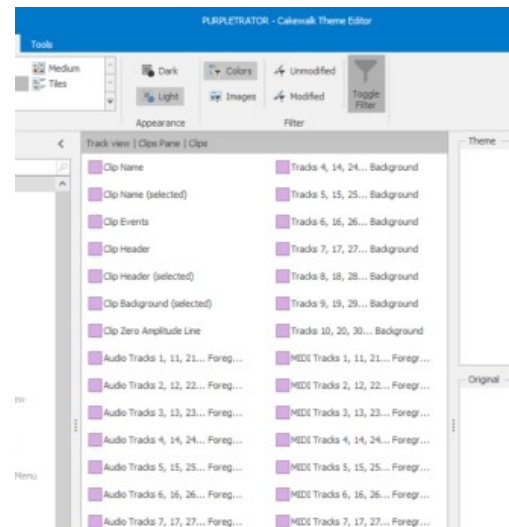 PURPLETRATOR - Cakewalk Theme Editor
Tools
Medium
Tiles
Dark
Light
Appearance
Colors
Images
Unmodified
Modified
Toggle Filter
Filter
Track view | Clips Pane | Clips
Theme
Clip Name
Clip Name (selected)
Clip Events
Clip Header
Clip Header (selected)
Clip Background (selected)
Clip Zero Amplitude Line
Audio Tracks 1, 11, 21... Foreg...
Audio Tracks 2, 12, 22... Foreg...
Audio Tracks 3, 13, 23... Foreg...
Audio Tracks 4, 14, 24... Foreg...
Audio Tracks 5, 15, 25... Foreg...
Audio Tracks 6, 16, 26... Foreg...
Audio Tracks 7, 17, 27... Foreg...
Tracks 4, 14, 24... Background
Tracks 5, 15, 25... Background
Tracks 6, 16, 26... Background
Tracks 7, 17, 27... Background
Tracks 8, 18, 28... Background
Tracks 9, 19, 29... Background
Tracks 10, 20, 30... Background
MIDI Tracks 1, 11, 21... Foregr...
MIDI Tracks 2, 12, 22... Foregr...
MIDI Tracks 3, 13, 23... Foregr...
MIDI Tracks 4, 14, 24... Foregr...
MIDI Tracks 5, 15, 25... Foregr...
MIDI Tracks 6, 16, 26... Foregr...
MIDI Tracks 7, 17, 27... Foregr...
Original
Menu